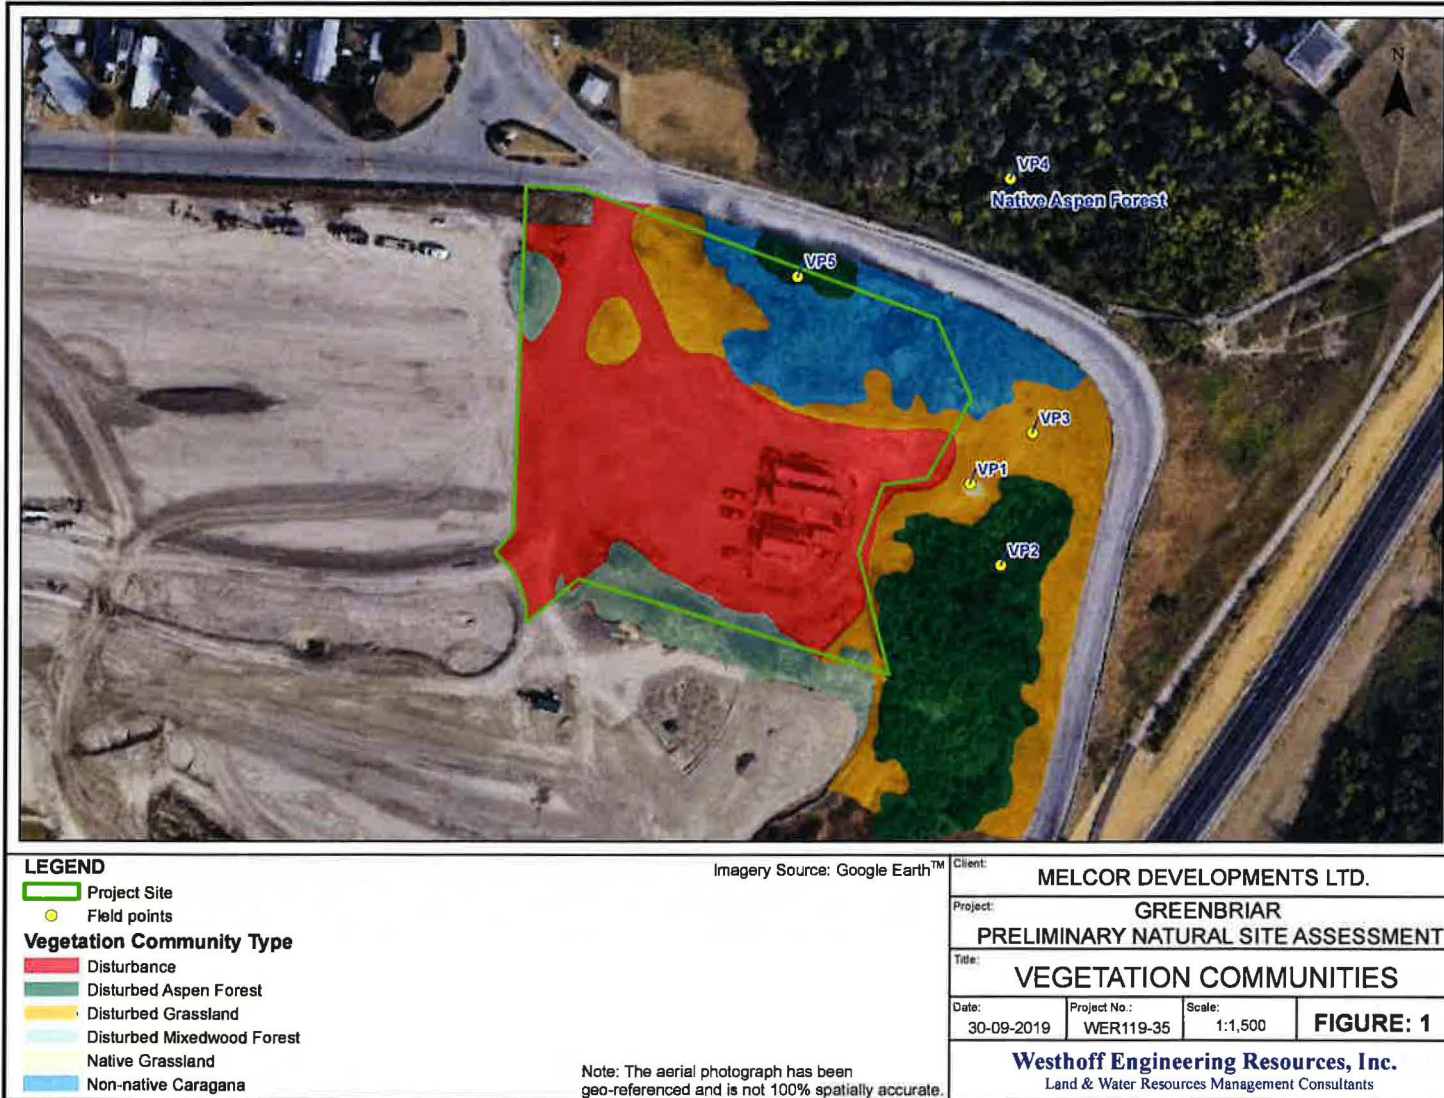 N
VP4
Native Aspen Forest
VP5
VP3
VP1
VP2
LEGEND
Project Site
Field points
Vegetation Community Type
Disturbance
Disturbed Aspen Forest
Disturbed Grassland
Disturbed Mixedwood Forest
Native Grassland
Non-native Caragana
Imagery Source: Google Earth™
Note: The aerial photograph has been
geo-referenced and is not 100% spatially accurate.
Client:
MELCOR DEVELOPMENTS LTD.
Project:
GREENBRIAR
PRELIMINARY NATURAL SITE ASSESSMENT
Title:
VEGETATION COMMUNITIES
Date:
30-09-2019
Project No.:
WER119-35
Scale:
1:1,500
FIGURE: 1
Westhoff Engineering Resources, Inc.
Land & Water Resources Management Consultants